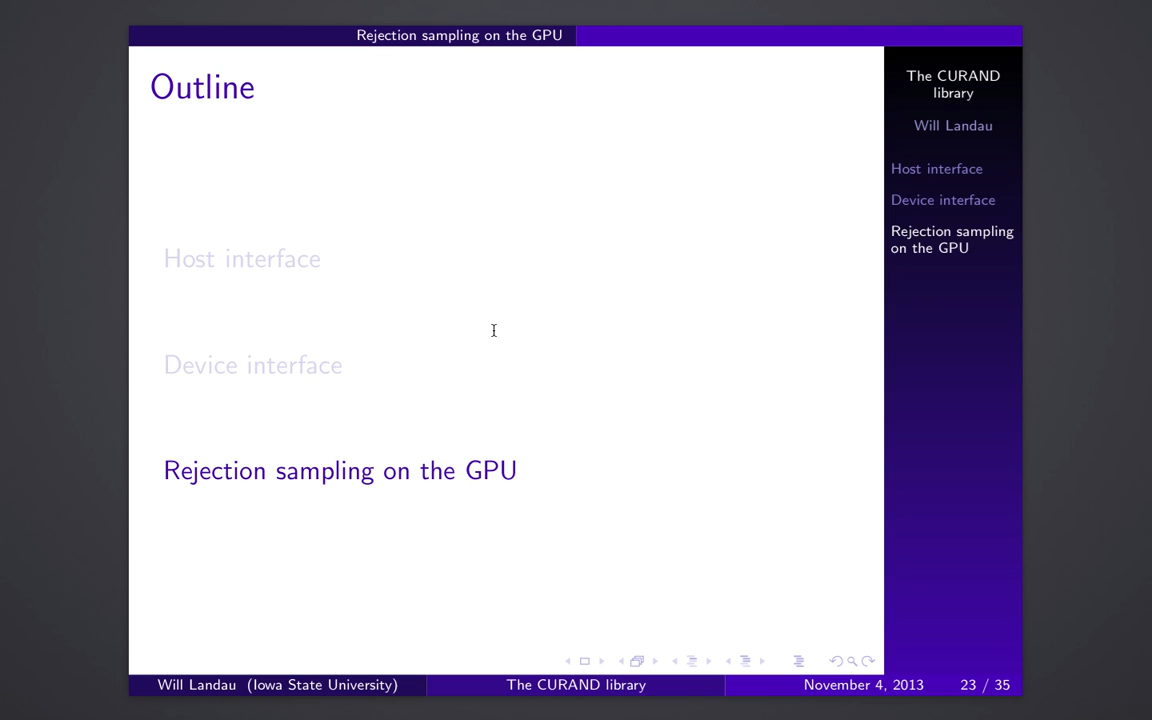 Rejection sampling on the GPU
Outline
Host interface
Device interface
Rejection sampling on the GPU
The CURAND
library
Will Landau
Host interface
Device interface
Rejection sampling
on the GPU
Will Landau (Iowa State University)
The CURAND library
November 4, 2013
23 / 35